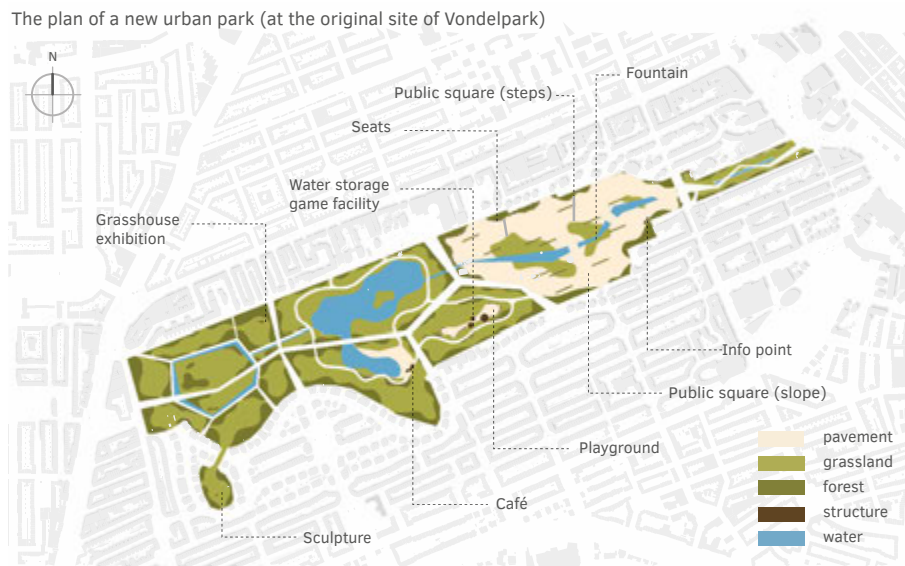 The plan of a new urban park (at the original site of Vondelpark)
N
Fountain
Public square (steps)
Seats
Water storage
game facility
Grasshouse
exhibition
Info point
Public square (slope)
Playground
Café
Sculpture
pavement
grassland
forest
structure
water